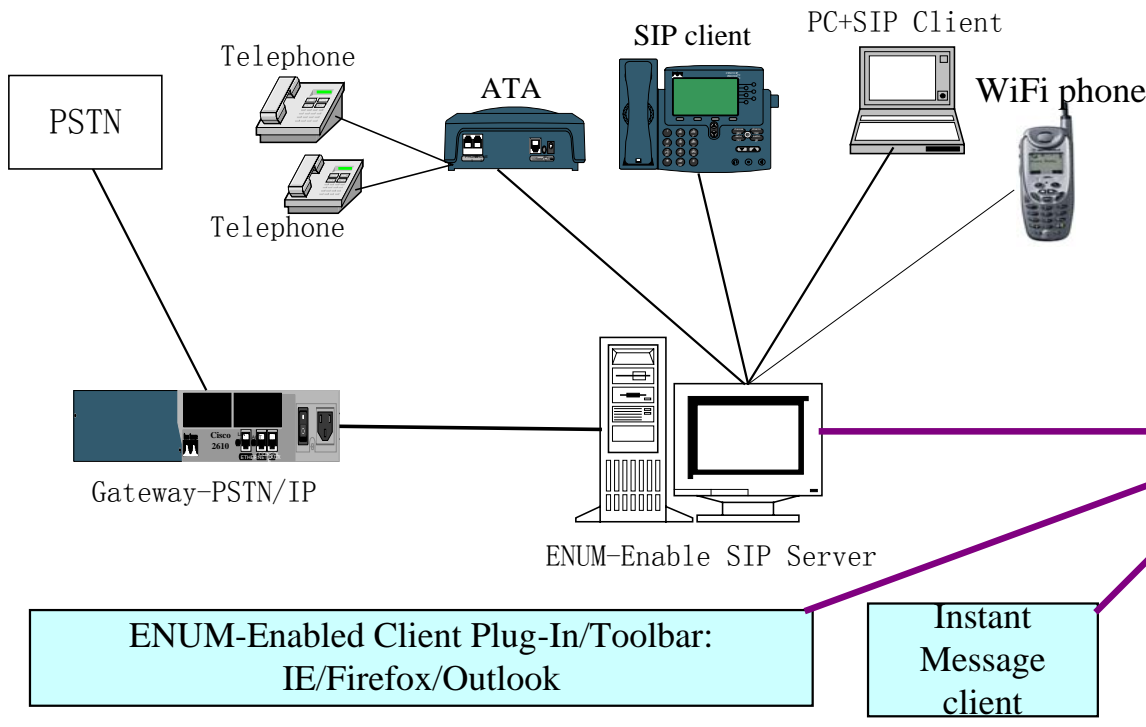 PC+SIP Client
SIP client
Telephone
ATA
WiFi phone
PSTN
Telephone
Cisco
2610
Gateway-PSTN/IP
ENUM-Enable SIP Server
ENUM-Enabled Client Plug-In/Toolbar:
IE/Firefox/Outlook
Instant
Message
client